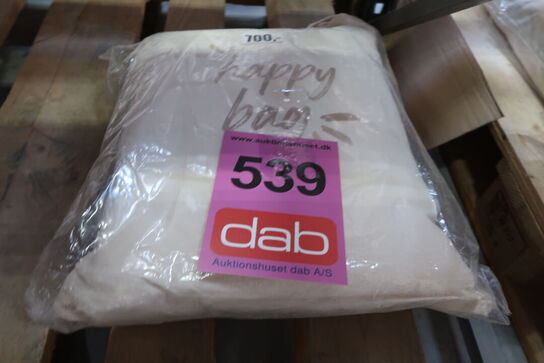 700,-
happy
bag
www.auktionshuset.dk
539
dab
Auktionshuset dab A/S